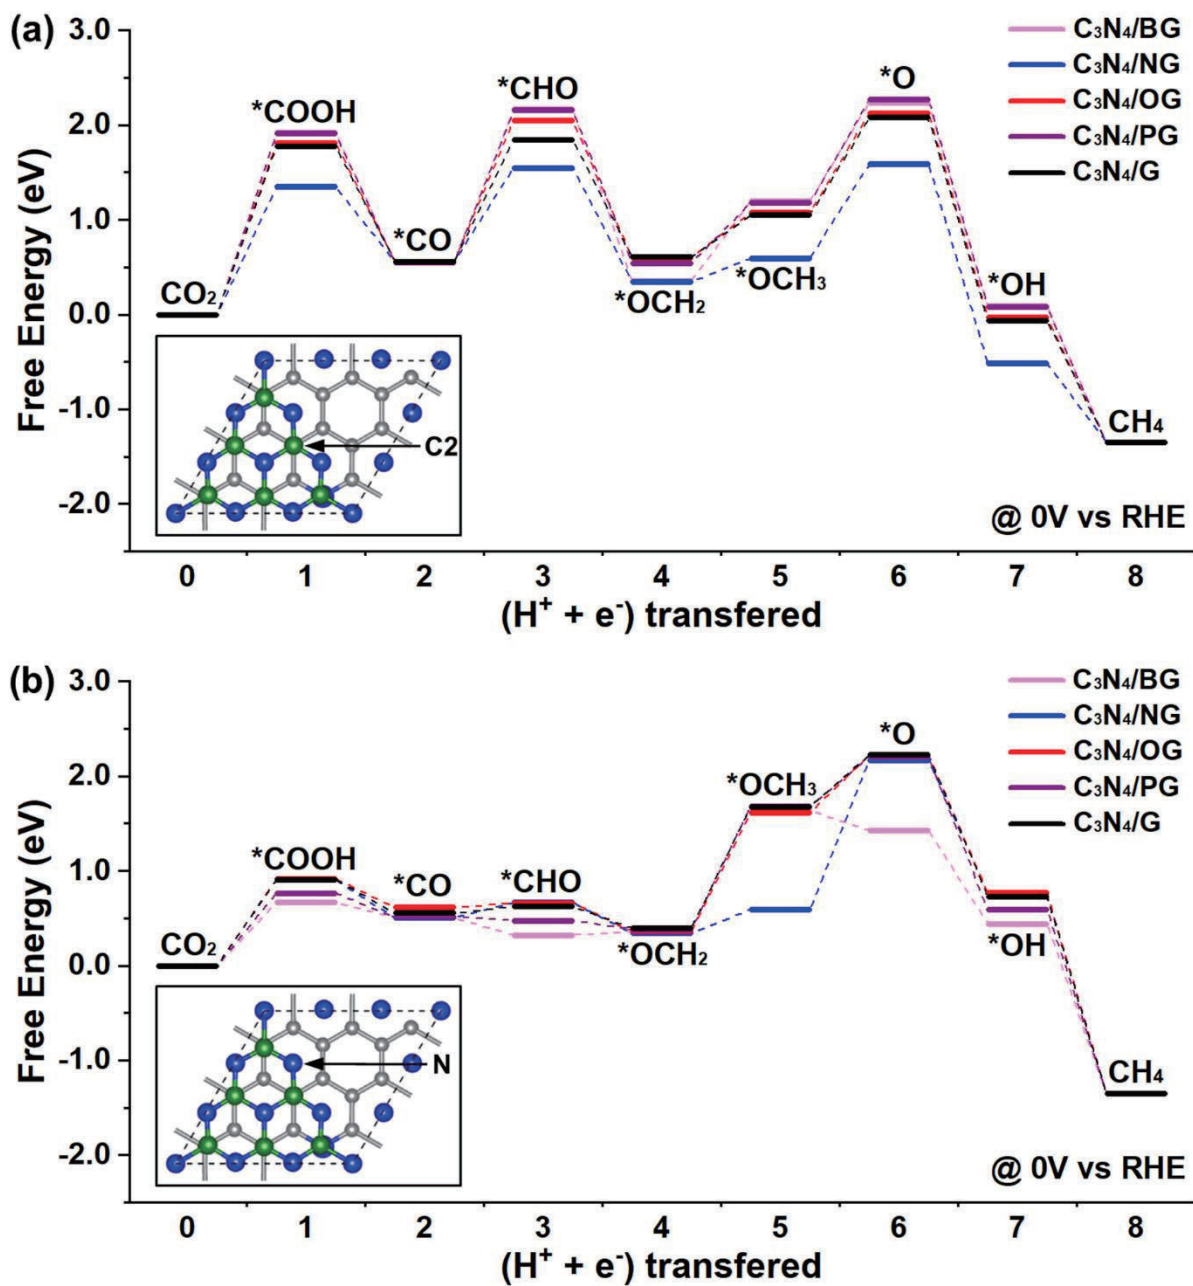 (a)
3.0
2.0
1.0
0.0
-1.0
-2.0
Free Energy (eV)
CO₂
*COOH
*CO
*CHO
*OCH₂
*OCH₃
*O
*OH
CH₄
C₃N₄/BG
C₃N₄/NG
C₃N₄/OG
C₃N₄/PG
C₃N₄/G
C2
@ 0V vs RHE
0 1 2 3 4 5 6 7 8
(H⁺ + e⁻) transfered
(b)
3.0
2.0
1.0
0.0
-1.0
-2.0
Free Energy (eV)
CO₂
*COOH
*CO
*CHO
*OCH₂
*OCH₃
*O
*OH
CH₄
C₃N₄/BG
C₃N₄/NG
C₃N₄/OG
C₃N₄/PG
C₃N₄/G
N
@ 0V vs RHE
0 1 2 3 4 5 6 7 8
(H⁺ + e⁻) transfered